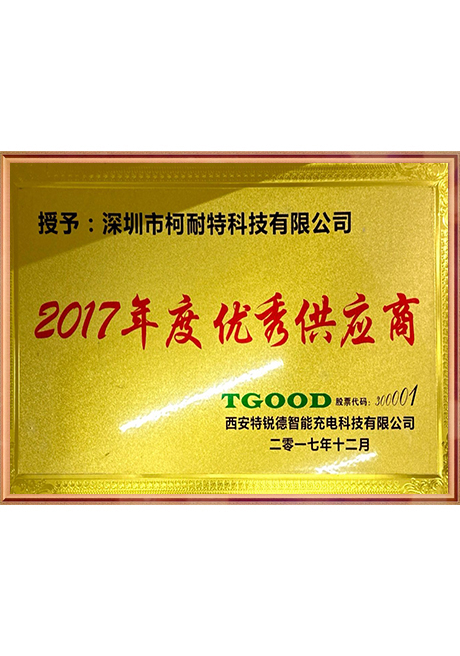 授予：深圳市柯耐特科技有限公司
2017年度优秀供应商
TGOOD 股票代码：300001
西安特锐德智能充电科技有限公司
二零一七年十二月